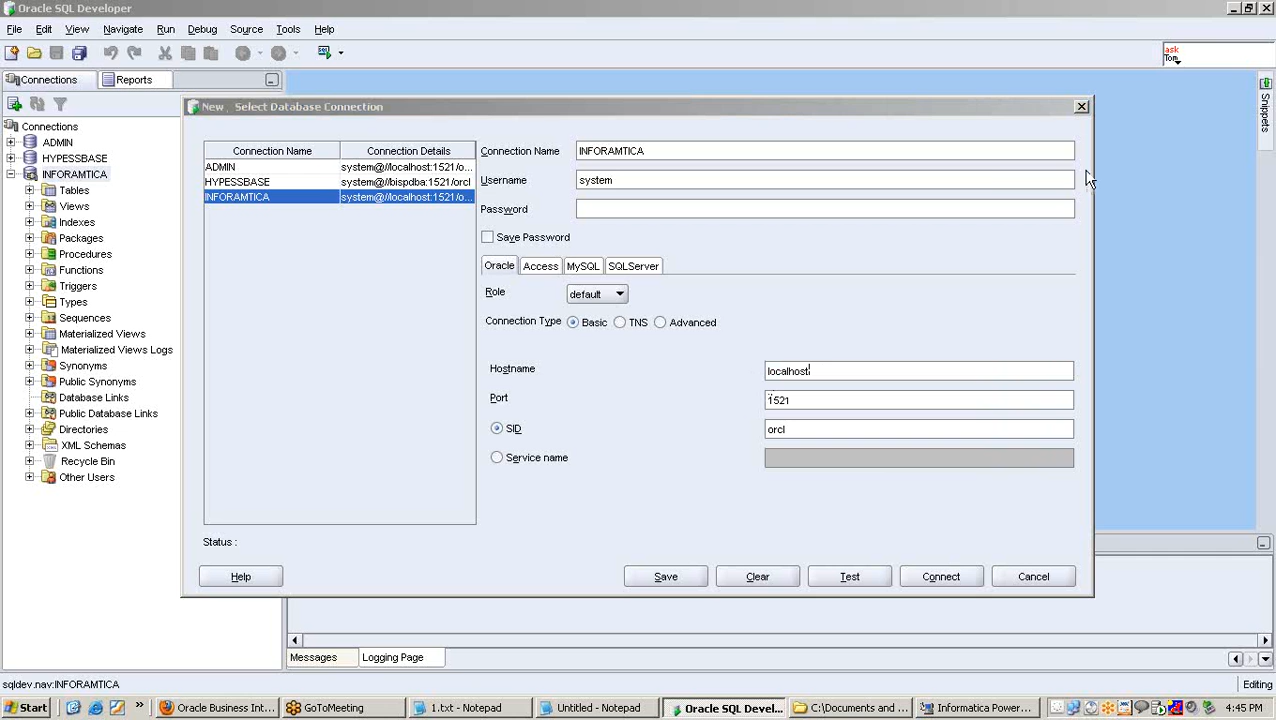 Oracle SQL Developer
File Edit View Navigate Run Debug Source Tools Help
ask
Tom
Connections Reports
Snippets
Connections
ADMIN
HYPESSBASE
INFORAMTICA
Tables
Views
Indexes
Packages
Procedures
Functions
Triggers
Types
Sequences
Materialized Views
Materialized Views Logs
Synonyms
Public Synonyms
Database Links
Public Database Links
Directories
XML Schemas
Recycle Bin
Other Users
New / Select Database Connection
Connection Name Connection Details
ADMIN system@//localhost:1521/o...
HYPESSBASE system@//bispdba:1521/orcl
INFORAMTICA system@//localhost:1521/o...
Connection Name INFORAMTICA
Username system
Password
Save Password
Oracle Access MySQL SQLServer
Role default
Connection Type Basic TNS Advanced
Hostname localhost
Port 1521
SID orcl
Service name
Status :
Help Save Clear Test Connect Cancel
Messages Logging Page
sqldev.nav:INFORAMTICA Editing
Start » Oracle Business Int... GoToMeeting 1.txt - Notepad Untitled - Notepad Oracle SQL Develo... C:\Documents and ... Informatica Power... 4:45 PM